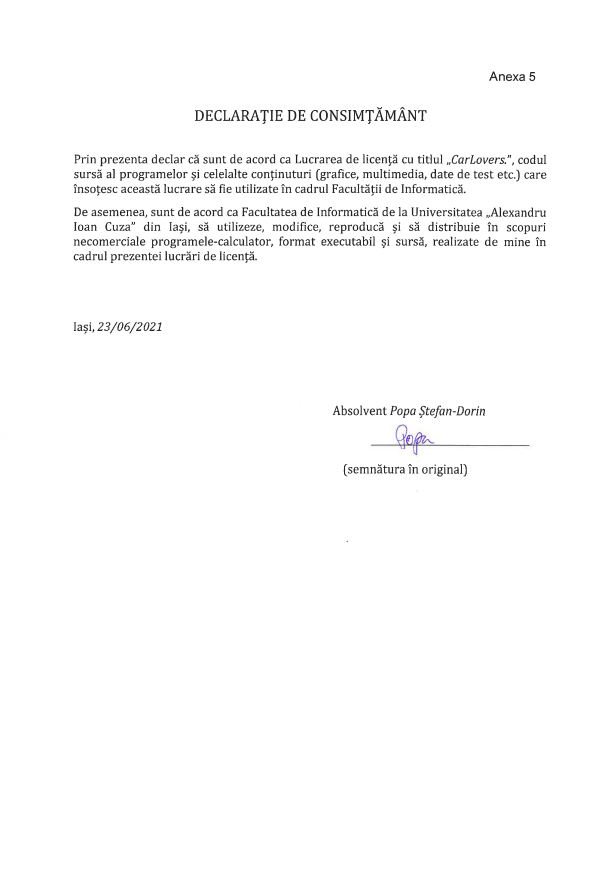 Anexa 5
DECLARAŢIE DE CONSIMŢĂMÂNT
Prin prezenta declar că sunt de acord ca Lucrarea de licență cu titlul „CarLovers.”, codul
sursă al programelor și celelalte conținuturi (grafice, multimedia, date de test etc.) care
însoțesc această lucrare să fie utilizate în cadrul Facultății de Informatică.
De asemenea, sunt de acord ca Facultatea de Informatică de la Universitatea „Alexandru
Ioan Cuza” din Iași, să utilizeze, modifice, reproducă și să distribuie în scopuri
necomerciale programele-calculator, format executabil și sursă, realizate de mine în
cadrul prezentei lucrări de licență.
Iași, 23/06/2021
Absolvent Popa Ștefan-Dorin
Popa
(semnătura în original)